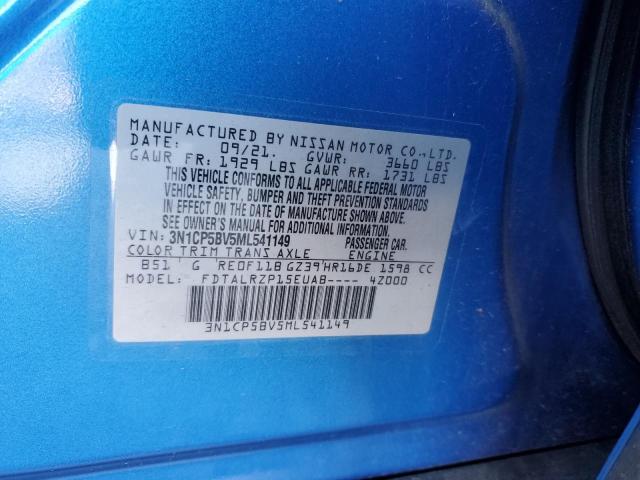 MANUFACTURED BY NISSAN MOTOR CO.,LTD.
DATE: 09/21. GVWR: 3660 LBS
GAWR FR: 1929 LBS GAWR RR: 1731 LBS
THIS VEHICLE CONFORMS TO ALL APPLICABLE FEDERAL MOTOR
VEHICLE SAFETY, BUMPER AND THEFT PREVENTION STANDARDS
IN EFFECT ON THE DATE OF MANUFACTURE SHOWN ABOVE.
SEE OWNER'S MANUAL FOR ADDITIONAL INFORMATION.
VIN: 3N1CP5BV5ML541149 PASSENGER CAR.
COLOR TRIM TRANS AXLE ENGINE
B51 G RE0F11B GZ39 HR16DE 1598 CC
MODEL: FDTALRZP15EUAB---- 4Z000
3N1CP5BV5ML541149